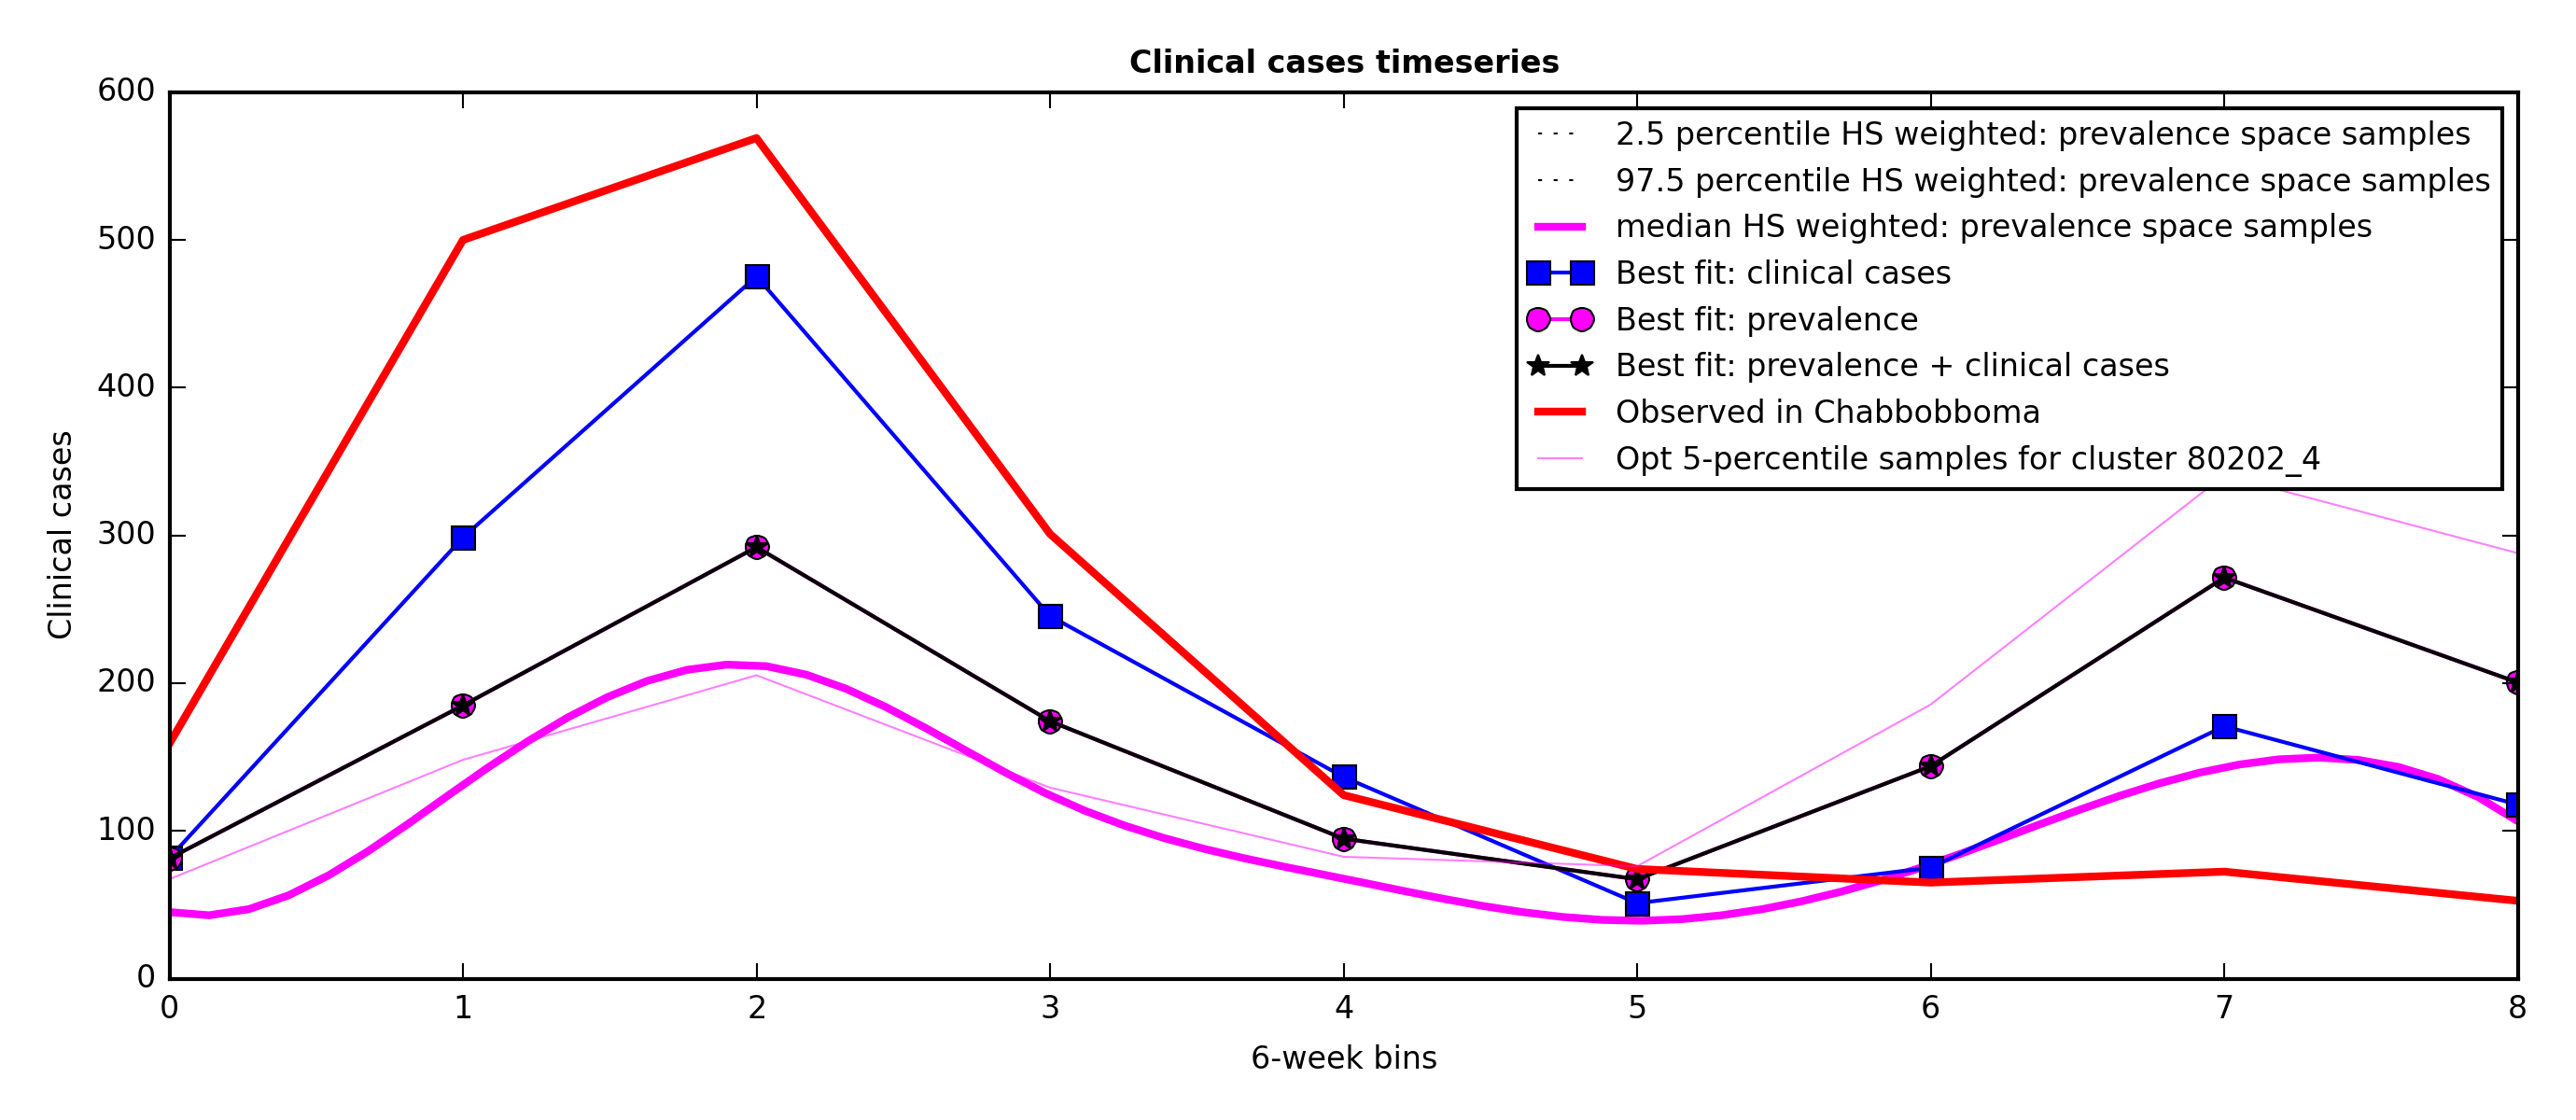 Clinical cases timeseries
600
500
400
300
200
100
0
Clinical cases
2.5 percentile HS weighted: prevalence space samples
97.5 percentile HS weighted: prevalence space samples
median HS weighted: prevalence space samples
Best fit: clinical cases
Best fit: prevalence
Best fit: prevalence + clinical cases
Observed in Chabbobboma
Opt 5-percentile samples for cluster 80202_4
0 1 2 3 4 5 6 7 8
6-week bins